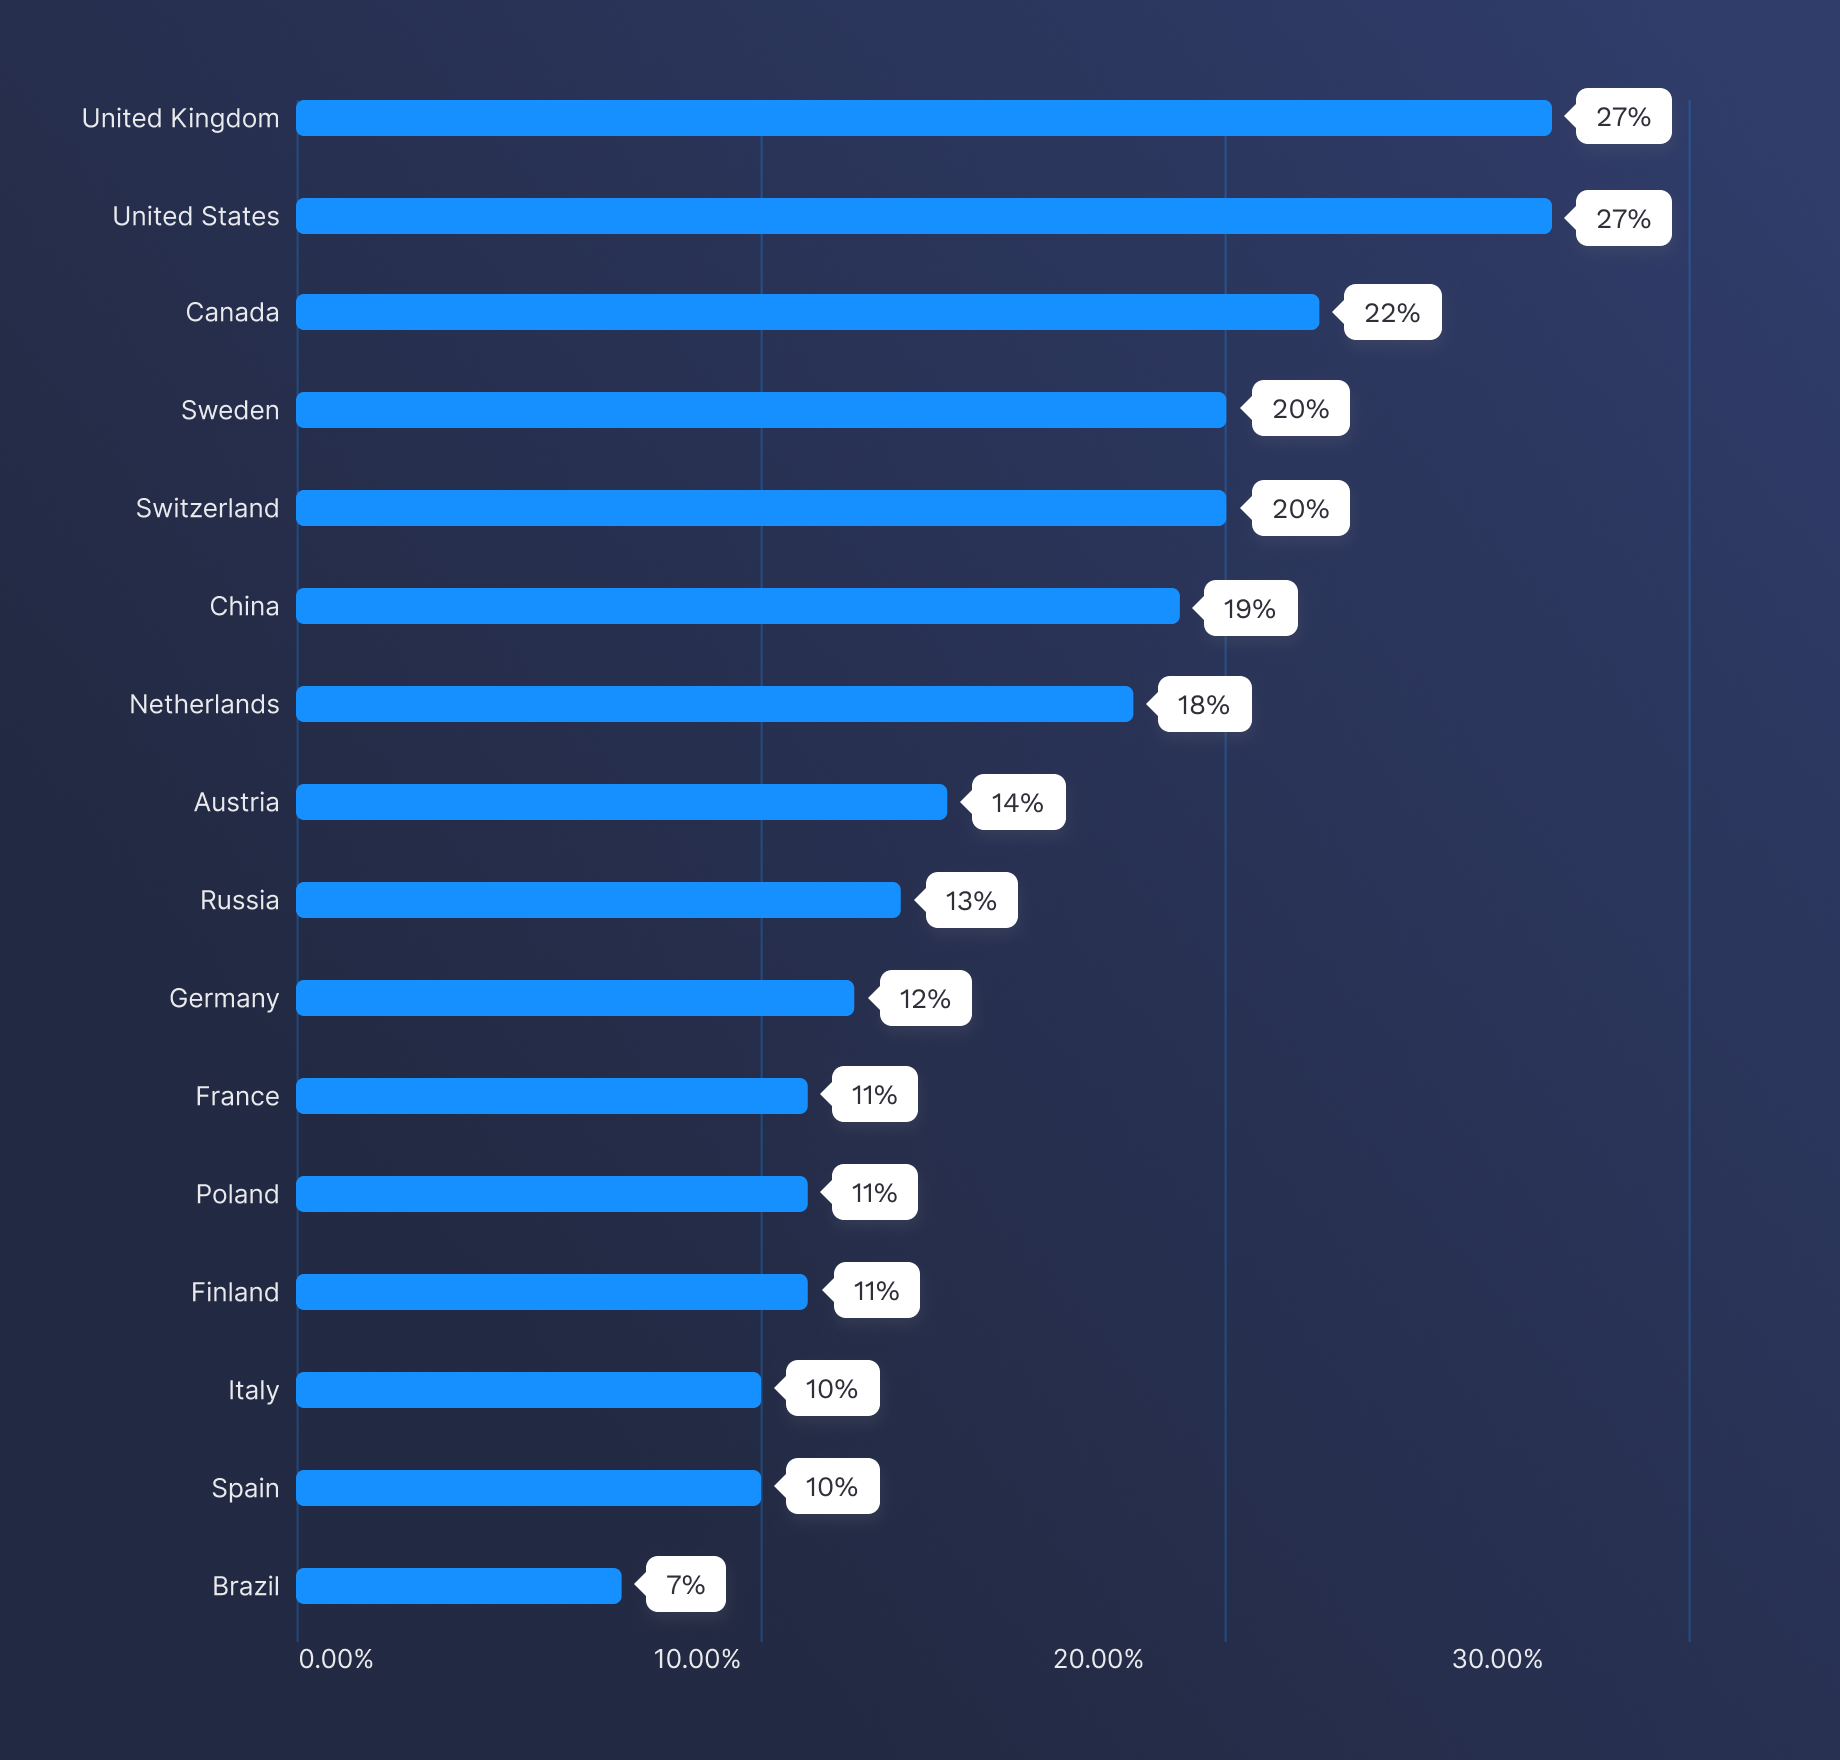 United Kingdom 27%
United States 27%
Canada 22%
Sweden 20%
Switzerland 20%
China 19%
Netherlands 18%
Austria 14%
Russia 13%
Germany 12%
France 11%
Poland 11%
Finland 11%
Italy 10%
Spain 10%
Brazil 7%
0.00% 10.00% 20.00% 30.00%